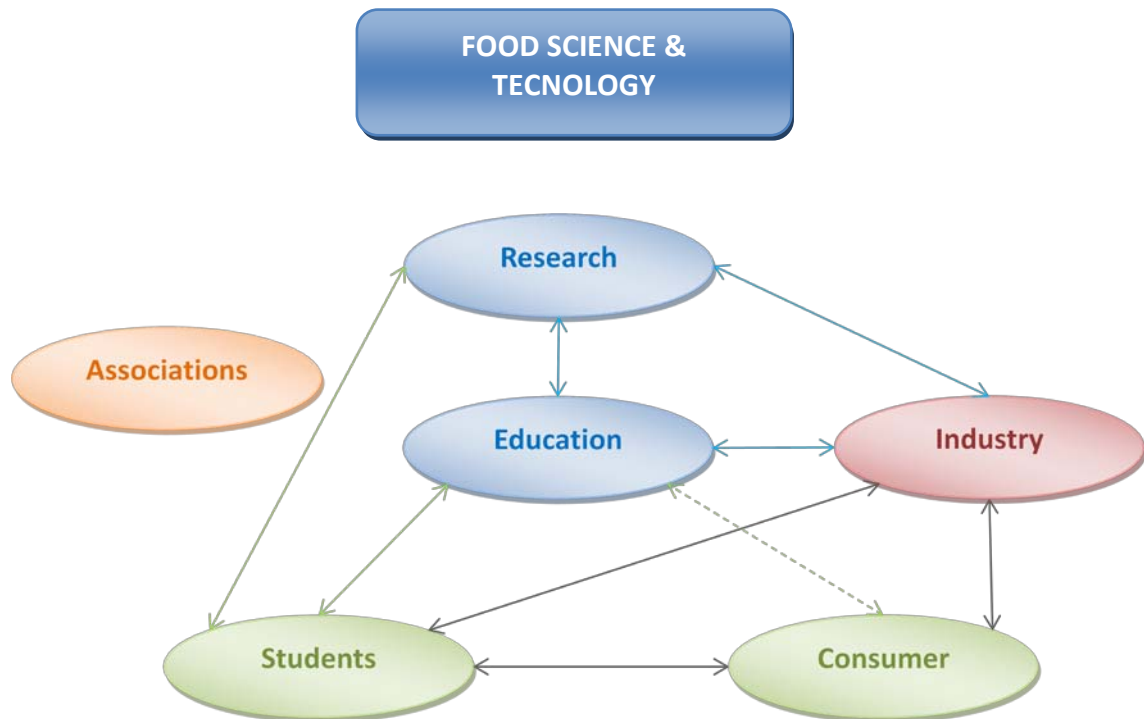 FOOD SCIENCE &
TECNOLOGY
Research
Associations
Education
Industry
Students
Consumer